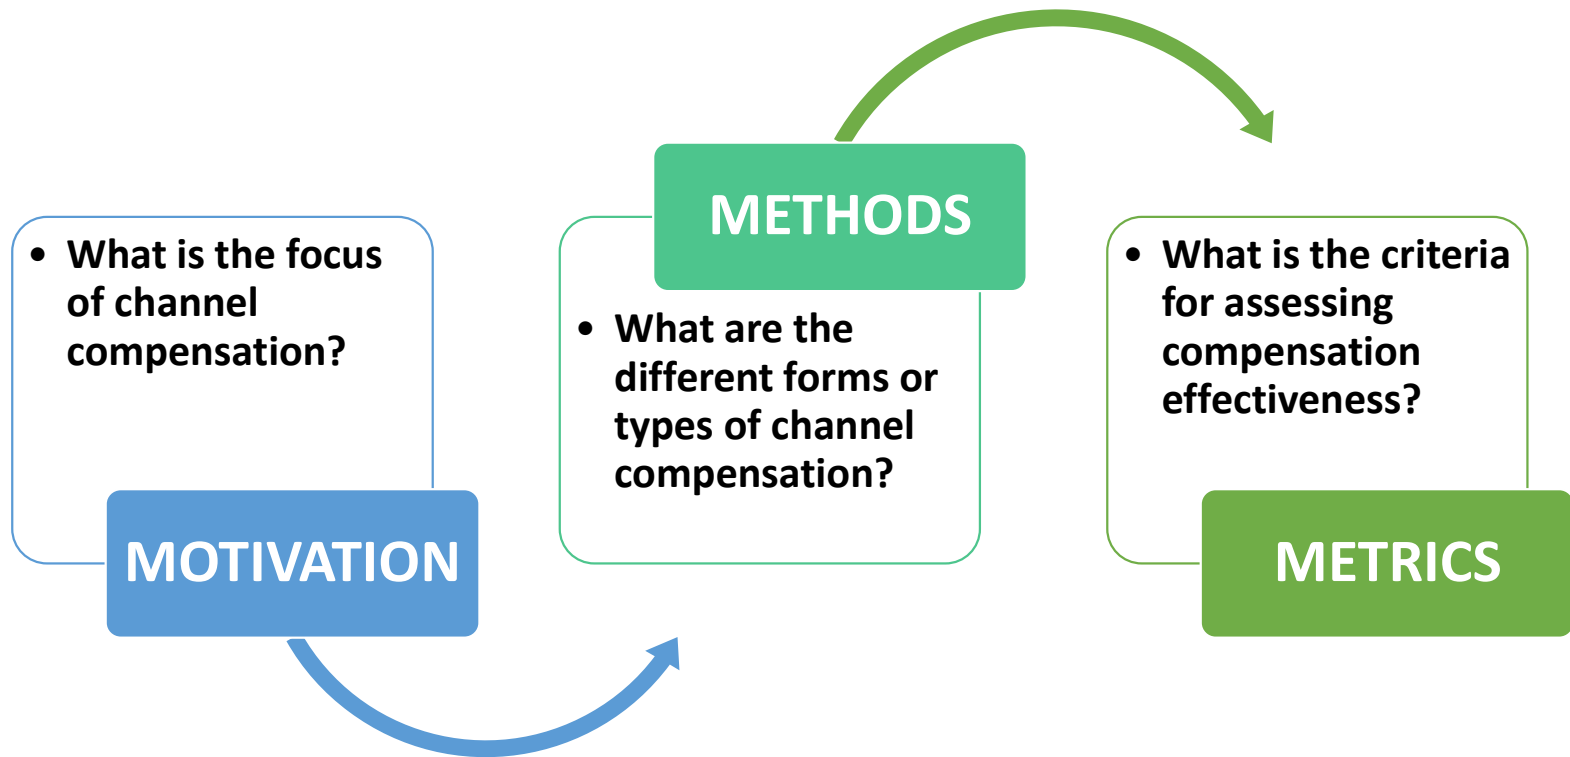 • What is the focus
of channel
compensation?
MOTIVATION
METHODS
• What are the
different forms or
types of channel
compensation?
• What is the criteria
for assessing
compensation
effectiveness?
METRICS